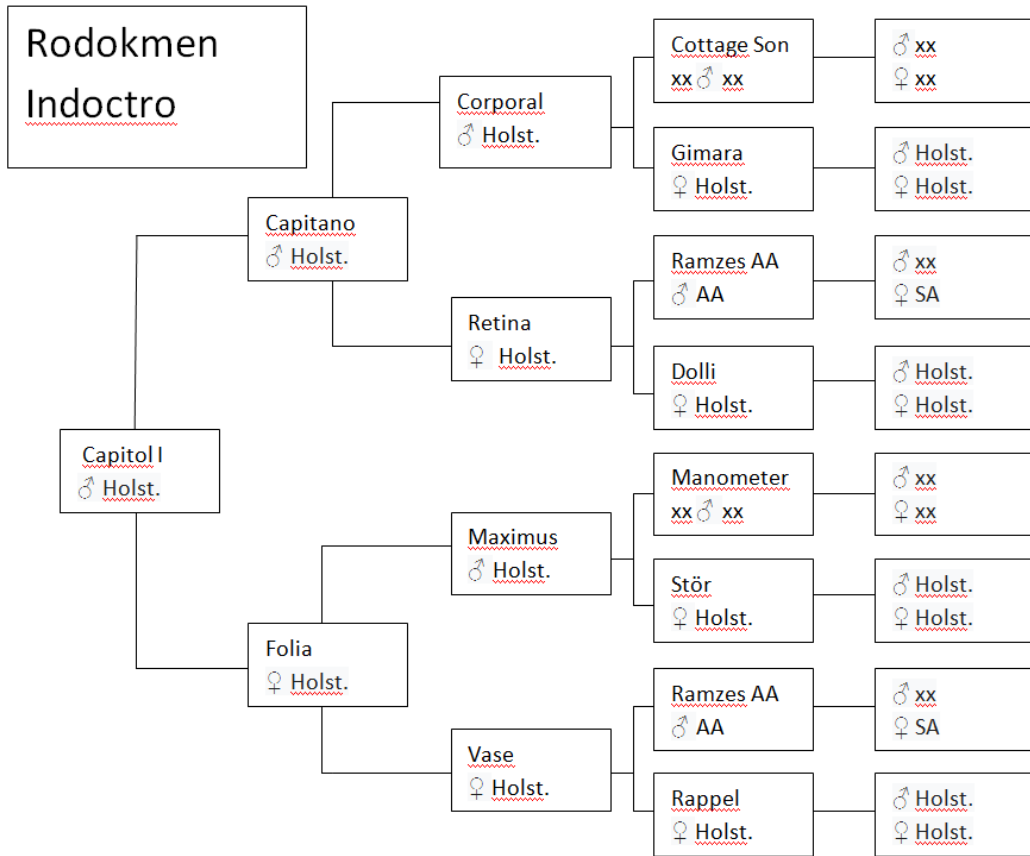 Rodokmen
Indoctro
Cottage Son
xx ♂ xx
♂ xx
♀ xx
Corporal
♂ Holst.
Gimara
♀ Holst.
♂ Holst.
♀ Holst.
Capitano
♂ Holst.
Ramzes AA
♂ AA
♂ xx
♀ SA
Retina
♀ Holst.
Dolli
♀ Holst.
♂ Holst.
♀ Holst.
Capitol I
♂ Holst.
Manometer
xx ♂ xx
♂ xx
♀ xx
Maximus
♂ Holst.
Stör
♀ Holst.
♂ Holst.
♀ Holst.
Folia
♀ Holst.
Ramzes AA
♂ AA
♂ xx
♀ SA
Vase
♀ Holst.
Rappel
♀ Holst.
♂ Holst.
♀ Holst.